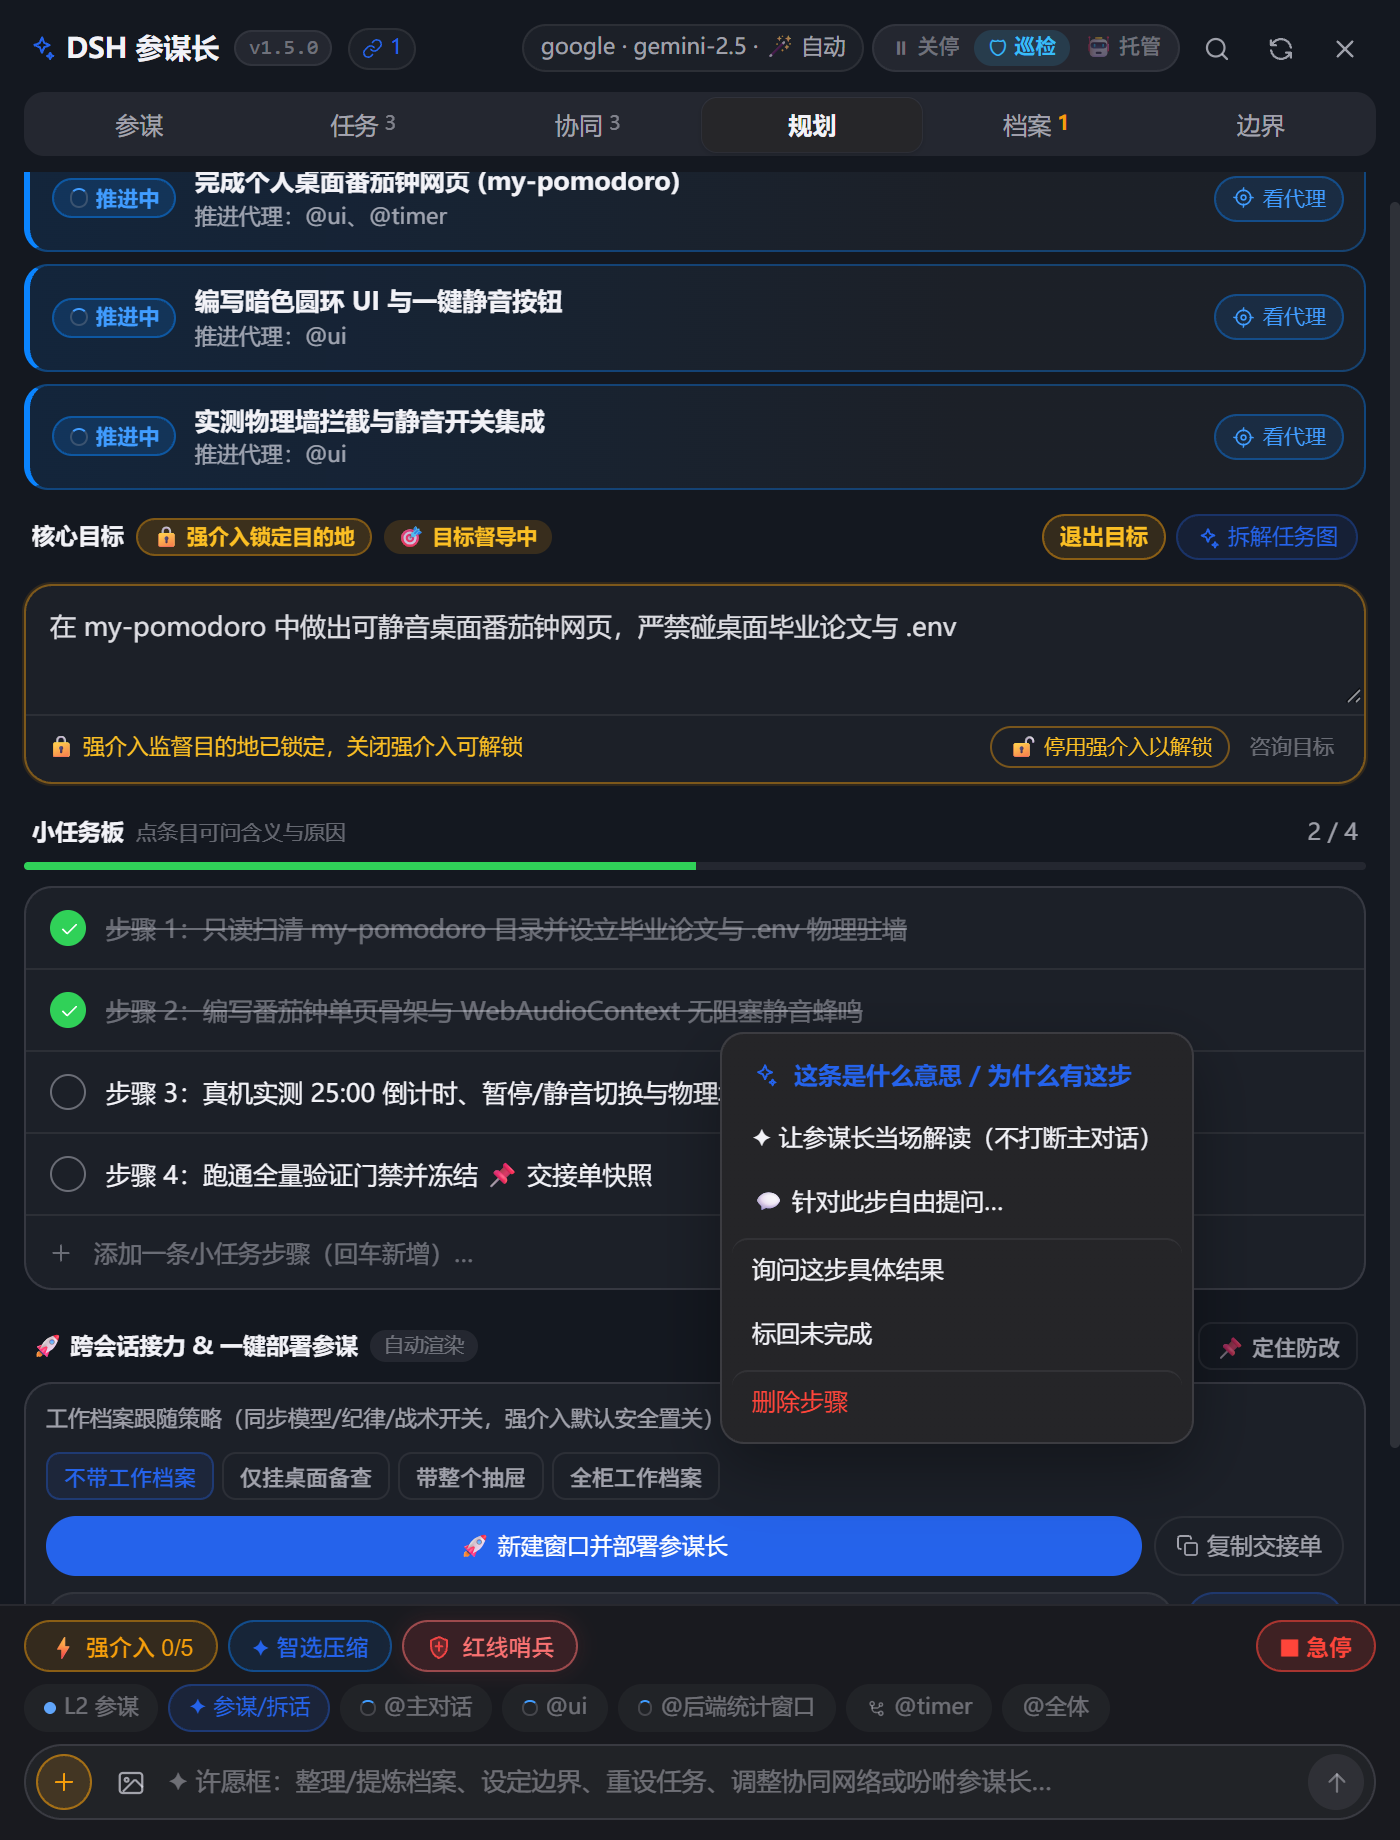 DSH 参谋长 v1.5.0 1 google · gemini-2.5 · 自动 关停 巡检 托管
参谋 任务 3 协同 3 规划 档案 1 边界
推进中 完成个人桌面番茄钟网页 (my-pomodoro) 看代理
推进代理：@ui、@timer
推进中 编写暗色圆环 UI 与一键静音按钮 看代理
推进代理：@ui
推进中 实测物理墙拦截与静音开关集成 看代理
推进代理：@ui
核心目标 强介入锁定目的地 目标督导中 退出目标 拆解任务图
在 my-pomodoro 中做出可静音桌面番茄钟网页，严禁碰桌面毕业论文与 .env
强介入监督目的地已锁定，关闭强介入可解锁 停用强介入以解锁 咨询目标
小任务板 点条目可问含义与原因 2 / 4
步骤 1：只读扫清 my-pomodoro 目录并设立毕业论文与 .env 物理驻墙
步骤 2：编写番茄钟单页骨架与 WebAudioContext 无阻塞静音蜂鸣
步骤 3：真机实测 25:00 倒计时、暂停/静音切换与物理
步骤 4：跑通全量验证门禁并冻结 📌 交接单快照
添加一条小任务步骤（回车新增）...
这条是什么意思 / 为什么有这步
让参谋长当场解读（不打断主对话）
针对此步自由提问...
询问这步具体结果
标回未完成
删除步骤
跨会话接力 & 一键部署参谋 自动渲染 定住防改
工作档案跟随策略（同步模型/纪律/战术开关，强介入默认安全置关）
不带工作档案 仅挂桌面备查 带整个抽屉 全柜工作档案
新建窗口并部署参谋长 复制交接单
强介入 0/5 智选压缩 红线哨兵 急停
L2 参谋 参谋/拆话 @主对话 @ui @后端统计窗口 @timer @全体
许愿框：整理/提炼档案、设定边界、重设任务、调整协同网络或吩咐参谋长...